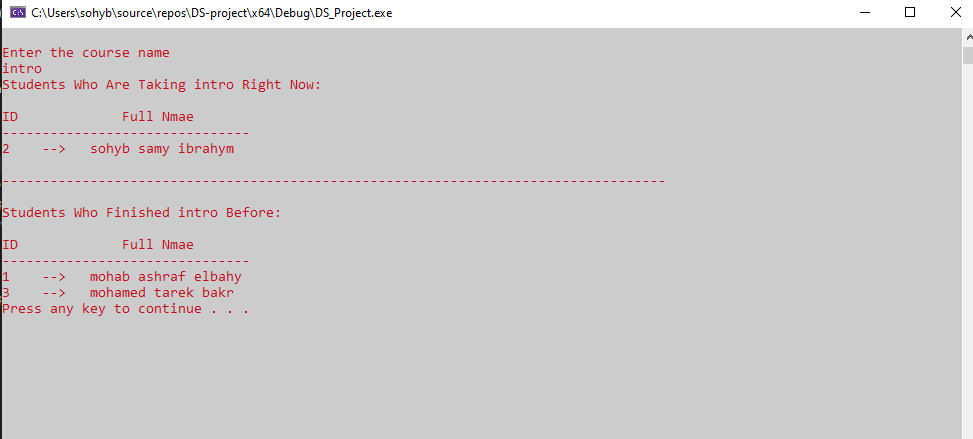 C:\Users\sohyb\source\repos\DS-project\x64\Debug\DS_Project.exe
Enter the course name
intro
Students Who Are Taking intro Right Now:
ID Full Nmae
-------------------------------
2 --> sohyb samy ibrahym
-----------------------------------------------------------------------------------
Students Who Finished intro Before:
ID Full Nmae
-------------------------------
1 --> mohab ashraf elbahy
3 --> mohamed tarek bakr
Press any key to continue . . .